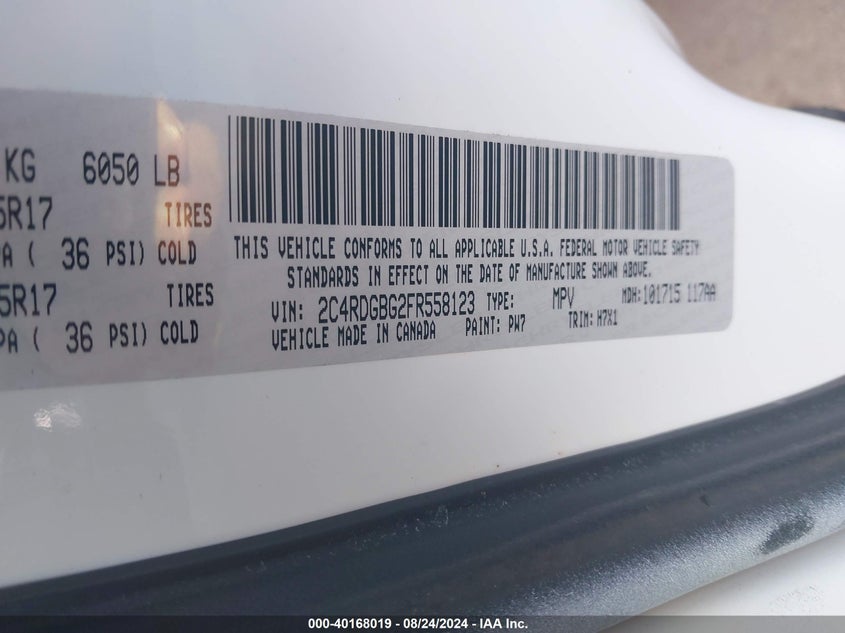 KG 6050 LB
5R17 TIRES
PA ( 36 PSI) COLD
5R17 TIRES
PA ( 36 PSI) COLD
THIS VEHICLE CONFORMS TO ALL APPLICABLE U.S.A. FEDERAL MOTOR VEHICLE SAFETY
STANDARDS IN EFFECT ON THE DATE OF MANUFACTURE SHOWN ABOVE.
VIN: 2C4RDGBG2FR558123 TYPE: MPV MDH:101715 117AA
VEHICLE MADE IN CANADA PAINT: PW7 TRIM: H7X1
000-40168019 - 08/24/2024 - IAA Inc.